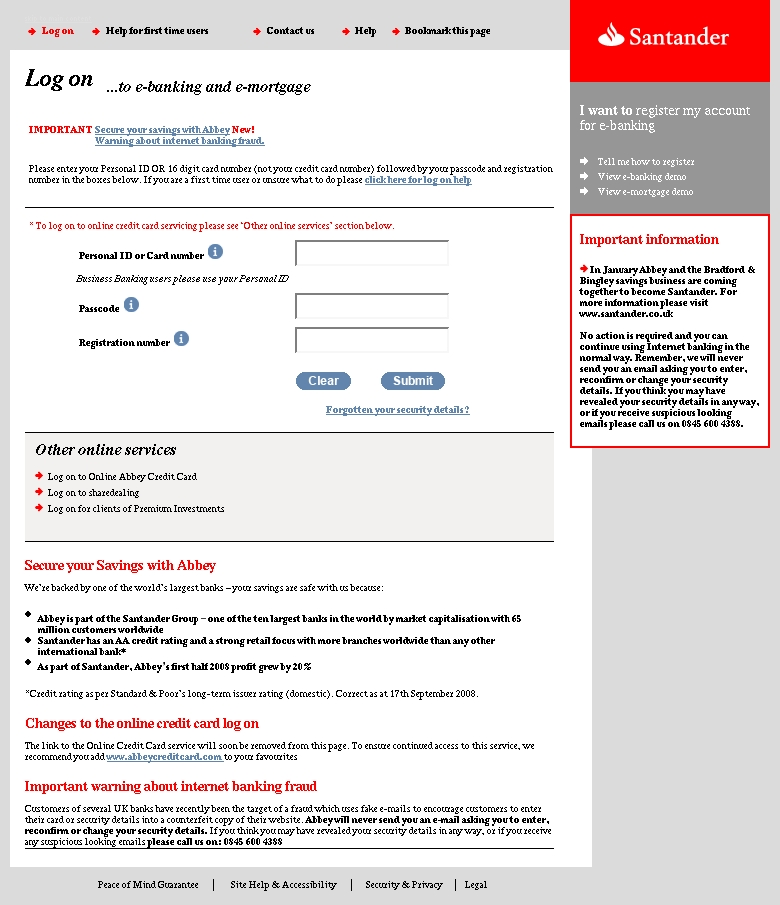 Log on
Help for first time users
Contact us
Help
Bookmark this page
Santander
Log on ...to e-banking and e-mortgage
IMPORTANT Secure your savings with Abbey New!
Warning about internet banking fraud.
Please enter your Personal ID OR 16 digit card number (not your credit card number) followed by your passcode and registration
number in the boxes below. If you are a first time user or unsure what to do please click here for log on help
* To log on to online credit card servicing please see 'Other online services' section below.
Personal ID or Card number i
Business Banking users please use your Personal ID
Passcode i
Registration number i
Clear
Submit
Forgotten your security details?
Other online services
Log on to Online Abbey Credit Card
Log on to sharedealing
Log on for clients of Premium Investments
I want to register my account
for e-banking
Tell me how to register
View e-banking demo
View e-mortgage demo
Important information
In January Abbey and the Bradford &
Bingley savings business are coming
together to become Santander. For
more information please visit
www.santander.co.uk
No action is required and you can
continue using Internet banking in the
normal way. Remember, we will never
send you an email asking you to enter,
reconfirm or change your security
details. If you think you may have
revealed your security details in any way,
or if you receive suspicious looking
emails please call us on 0845 600 4388.
Secure your Savings with Abbey
We're backed by one of the world's largest banks – your savings are safe with us because:
Abbey is part of the Santander Group – one of the ten largest banks in the world by market capitalisation with 65
million customers worldwide
Santander has an AA credit rating and a strong retail focus with more branches worldwide than any other
international bank*
As part of Santander, Abbey's first half 2008 profit grew by 20%
*Credit rating as per Standard & Poor's long-term issuer rating (domestic). Correct as at 17th September 2008.
Changes to the online credit card log on
The link to the Online Credit Card service will soon be removed from this page. To ensure continued access to this service, we
recommend you add www.abbeycreditcard.com to your favourites
Important warning about internet banking fraud
Customers of several UK banks have recently been the target of a fraud which uses fake e-mails to encourage customers to enter
their card or security details into a counterfeit copy of their website. Abbey will never send you an e-mail asking you to enter,
reconfirm or change your security details. If you think you may have revealed your security details in any way, or if you receive
any suspicious looking emails please call us on: 0845 600 4388
Peace of Mind Guarantee | Site Help & Accessibility | Security & Privacy | Legal